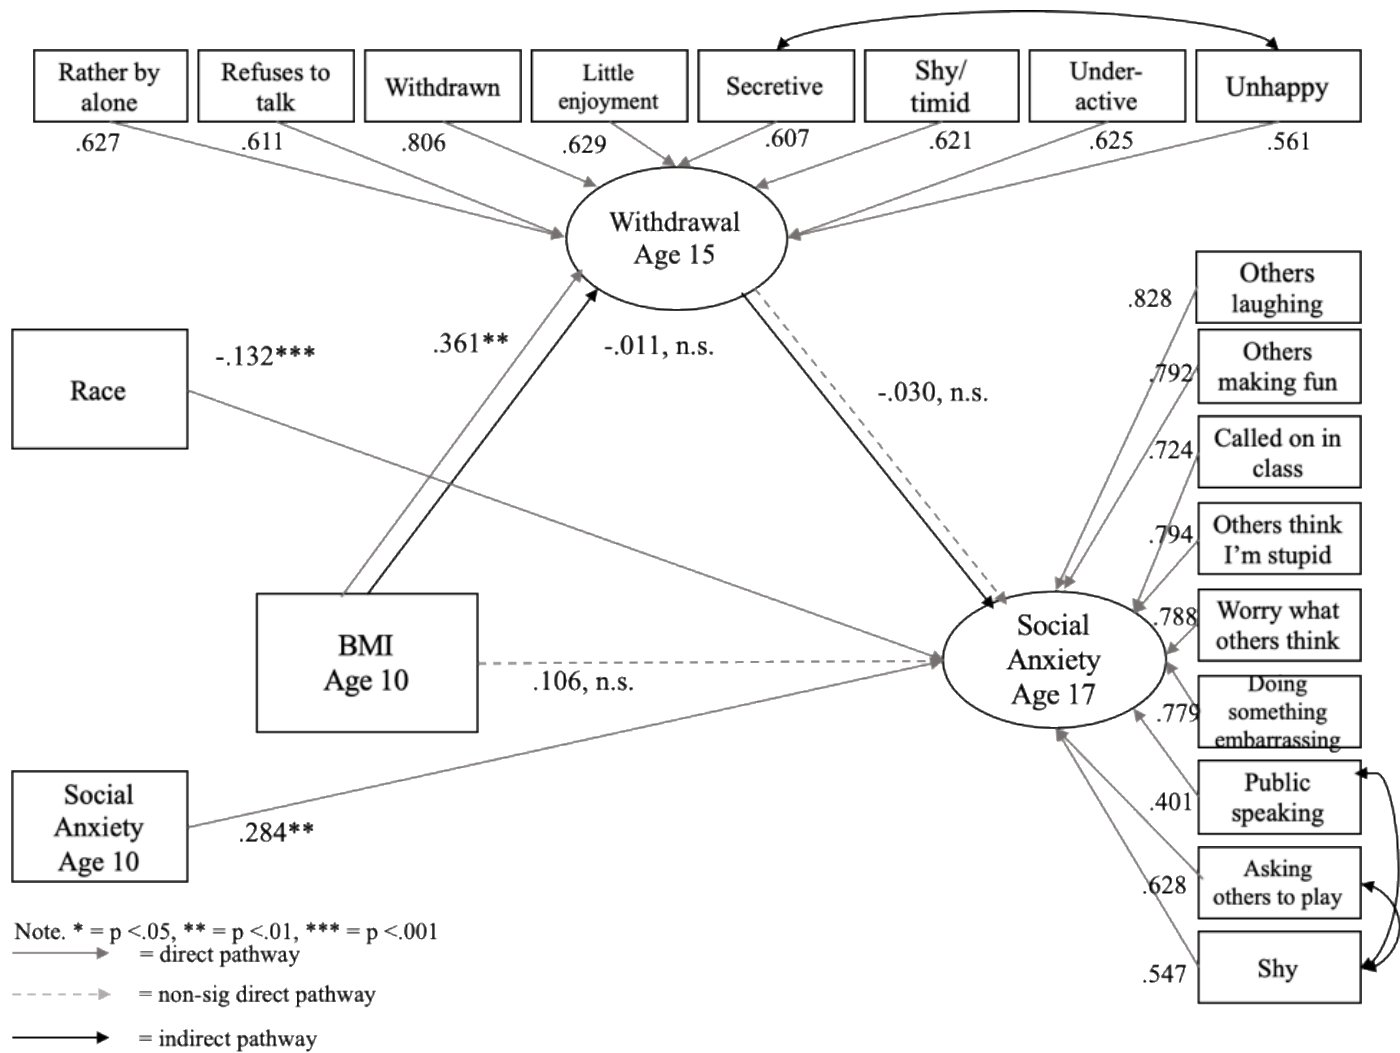 Rather by
alone
Refuses to
talk
Withdrawn
Little
enjoyment
Secretive
Shy/
timid
Under-
active
Unhappy
.627
.611
.806
.629
.607
.621
.625
.561
Withdrawal
Age 15
Others
laughing
.828
Race
-.132***
.361**
-.011, n.s.
-.030, n.s.
Others
making fun
.792
Called on in
class
.724
Others think
I'm stupid
.794
BMI
Age 10
.106, n.s.
Social
Anxiety
Age 17
Worry what
others think
.788
Doing
something
embarrassing
.779
Public
speaking
.401
Social
Anxiety
Age 10
.284**
Asking
others to play
.628
Shy
.547
Note. * = p <.05, ** = p <.01, *** = p <.001
= direct pathway
= non-sig direct pathway
= indirect pathway